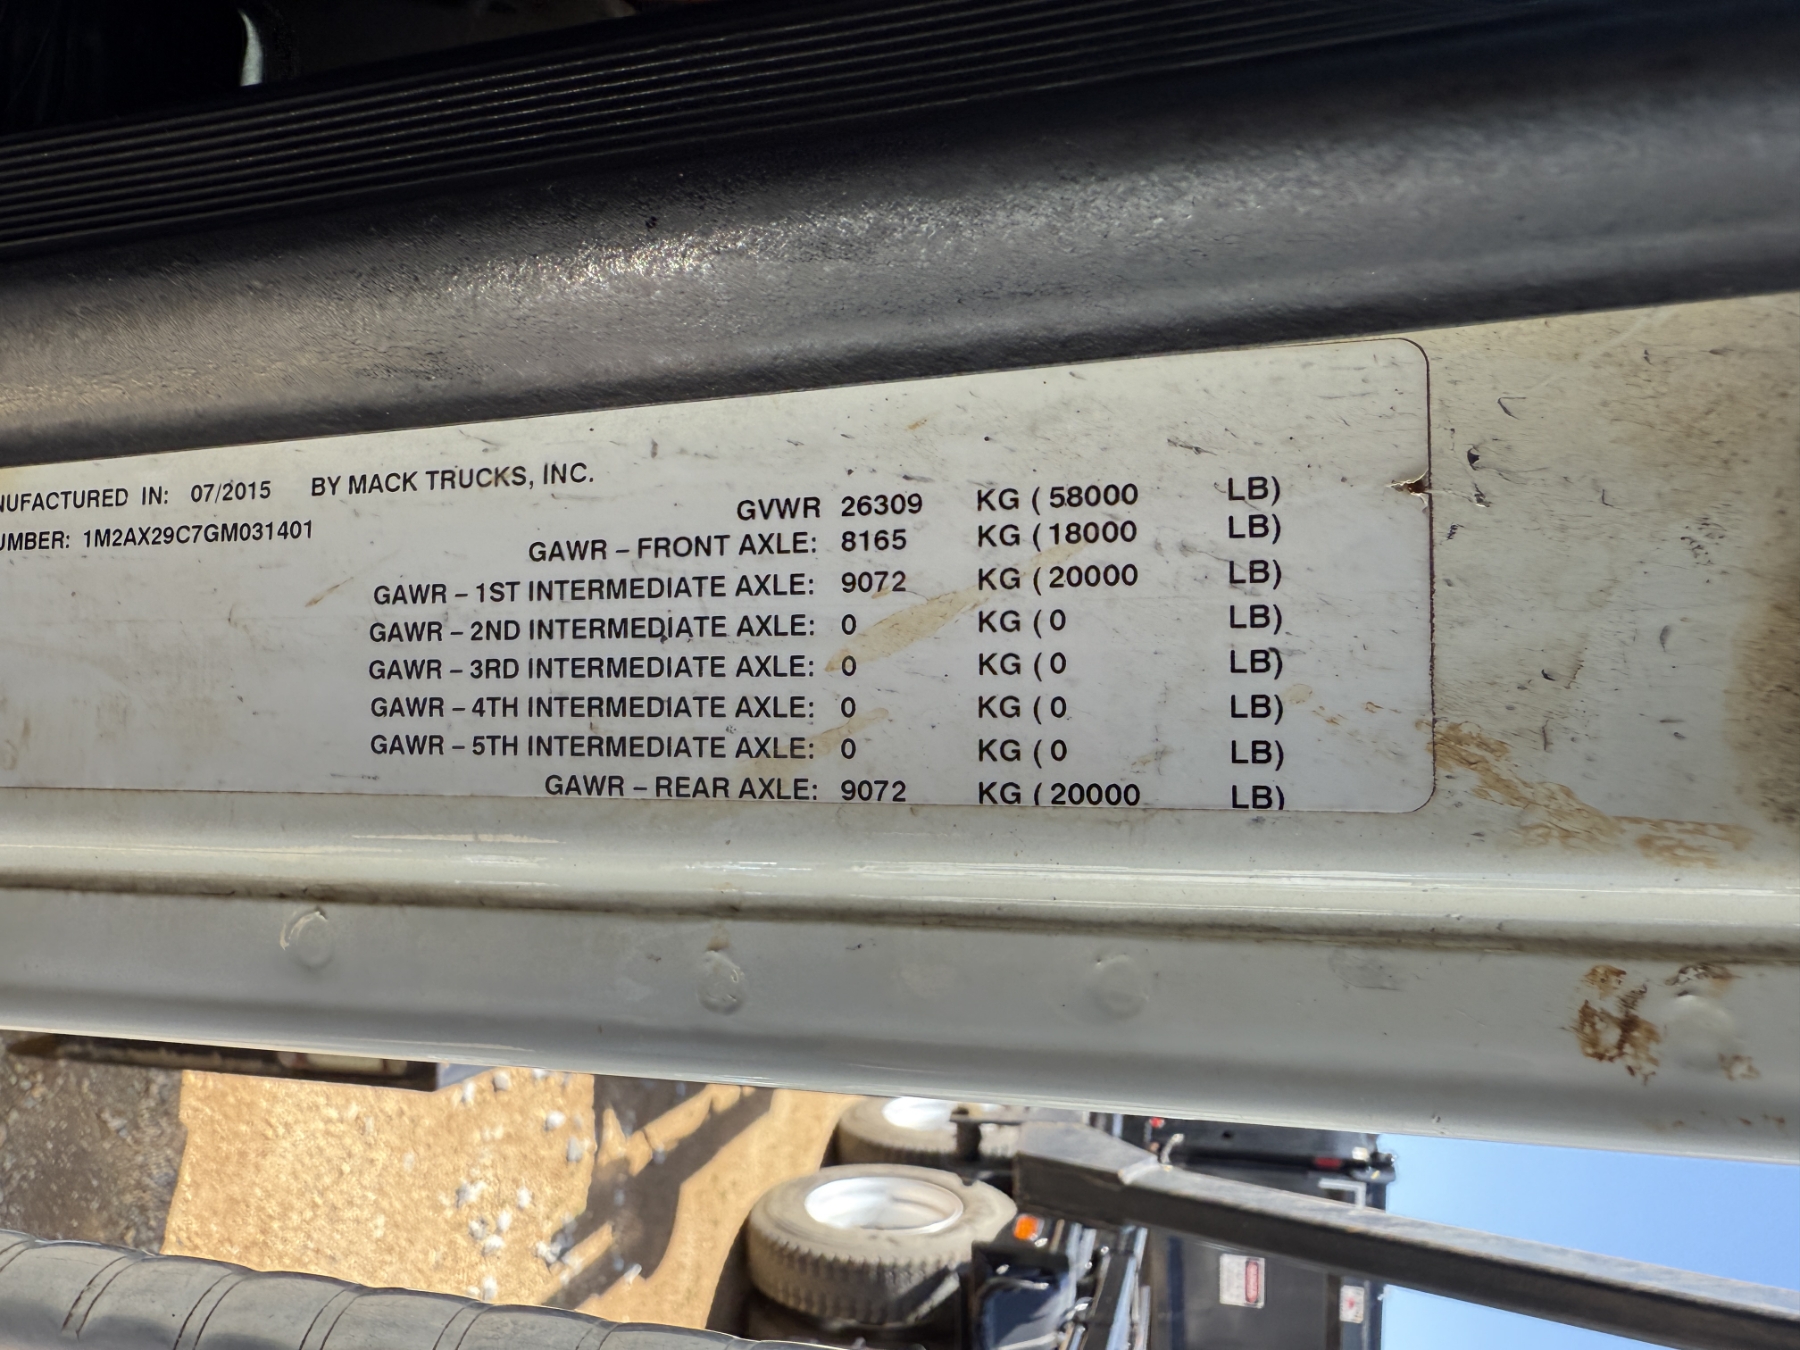 NUFACTURED IN: 07/2015 BY MACK TRUCKS, INC.
UMBER: 1M2AX29C7GM031401
GVWR 26309 KG ( 58000 LB)
GAWR – FRONT AXLE: 8165 KG ( 18000 LB)
GAWR – 1ST INTERMEDIATE AXLE: 9072 KG ( 20000 LB)
GAWR – 2ND INTERMEDIATE AXLE: 0 KG ( 0 LB)
GAWR – 3RD INTERMEDIATE AXLE: 0 KG ( 0 LB)
GAWR – 4TH INTERMEDIATE AXLE: 0 KG ( 0 LB)
GAWR – 5TH INTERMEDIATE AXLE: 0 KG ( 0 LB)
GAWR – REAR AXLE: 9072 KG ( 20000 LB)